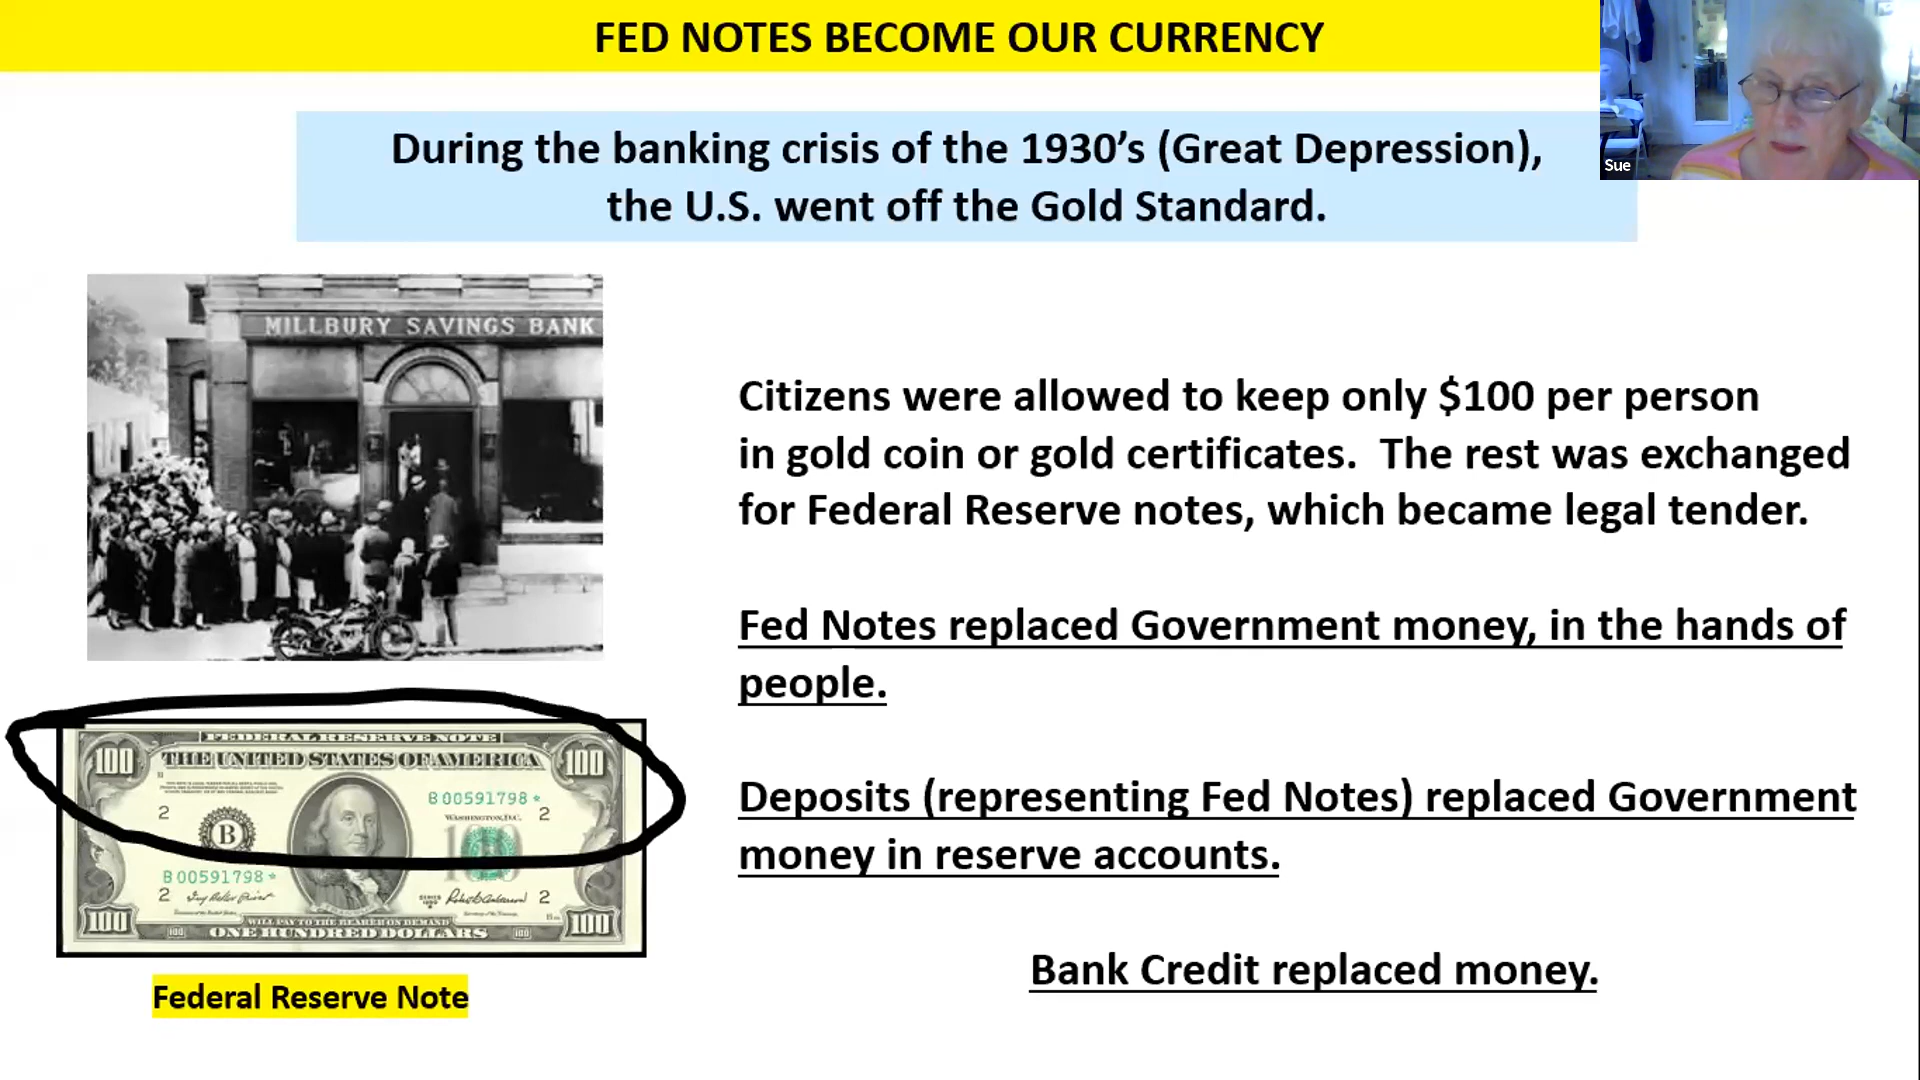 FED NOTES BECOME OUR CURRENCY
Sue
During the banking crisis of the 1930’s (Great Depression),
the U.S. went off the Gold Standard.
MILLBURY SAVINGS BANK
Citizens were allowed to keep only $100 per person
in gold coin or gold certificates.  The rest was exchanged
for Federal Reserve notes, which became legal tender.
Fed Notes replaced Government money, in the hands of
people.
Deposits (representing Fed Notes) replaced Government
money in reserve accounts.
Bank Credit replaced money.
FEDERAL RESERVE NOTE
THE UNITED STATES OF AMERICA
100 100
B 00591798 *
2 WASHINGTON, D.C. 2
B
100
B 00591798 *
2 2
WILL PAY TO THE BEARER ON DEMAND
100 100 ONE HUNDRED DOLLARS 100 100
Federal Reserve Note